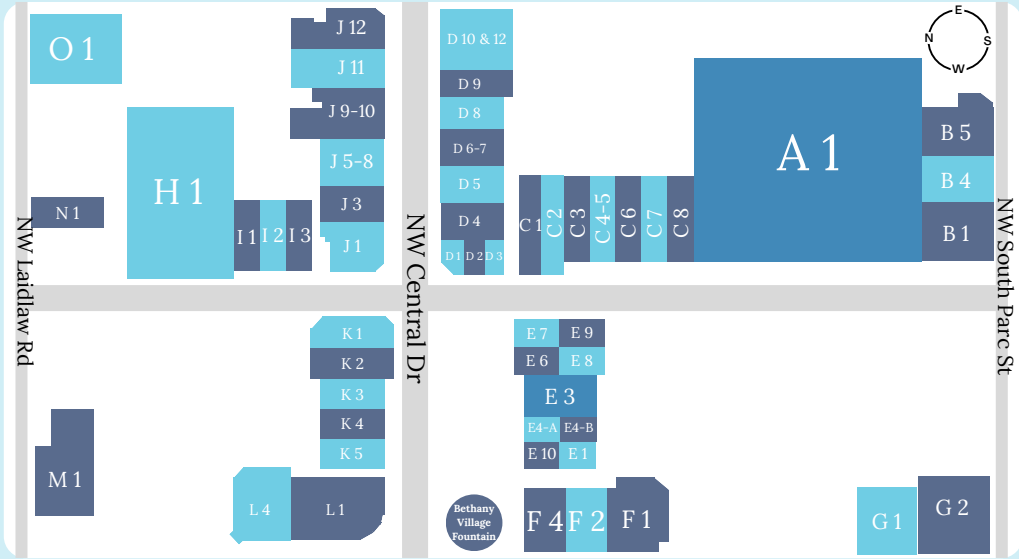 O 1
J 12
D 10 & 12
E
N
S
W
J 11
D 9
J 9-10
D 8
B 5
D 6-7
A 1
J 5-8
D 5
B 4
H 1
N 1
J 3
D 4
C 1
C 2
C 3
C 4-5
C 6
C 7
C 8
B 1
I 1
I 2
I 3
J 1
D 1
D 2
D 3
NW Laidlaw Rd
NW Central Dr
NW South Parc St
K 1
E 7
E 9
K 2
E 6
E 8
K 3
E 3
K 4
E4-A
E4-B
K 5
E 10
E 1
M 1
L 4
L 1
Bethany
Village
Fountain
F 4
F 2
F 1
G 1
G 2